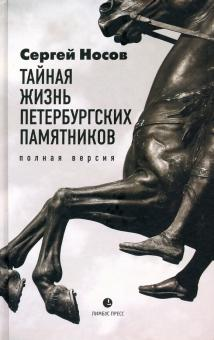 Сергей Носов
ТАЙНАЯ
ЖИЗНЬ
ПЕТЕРБУРГСКИХ
ПАМЯТНИКОВ
полная версия
ЛИМБУС ПРЕСС